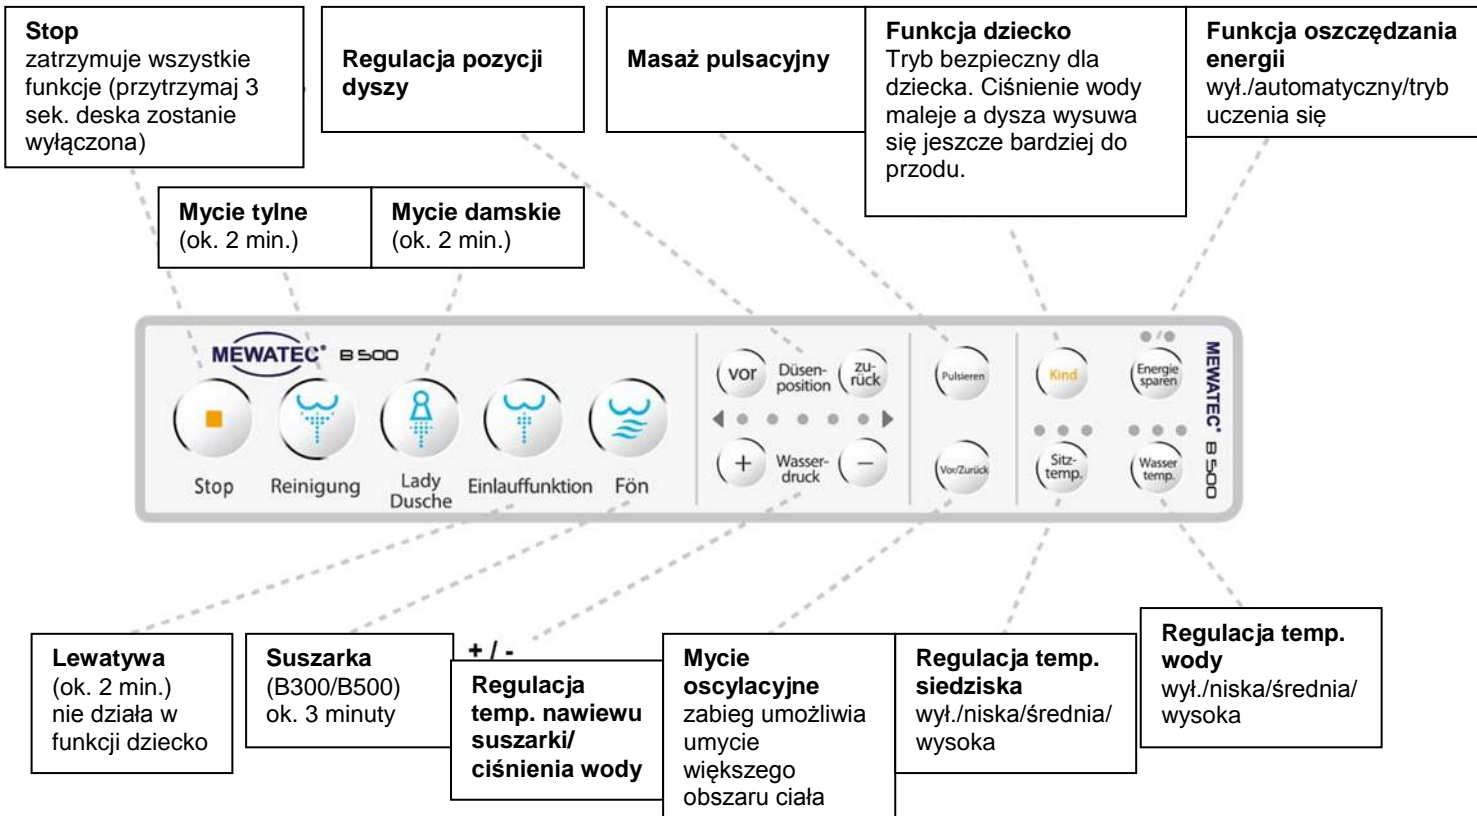 Stop
zatrzymuje wszystkie
funkcje (przytrzymaj 3
sek. deska zostanie
wyłączona)
Regulacja pozycji
dyszy
Masaż pulsacyjny
Funkcja dziecko
Tryb bezpieczny dla
dziecka. Ciśnienie wody
maleje a dysza wysuwa
się jeszcze bardziej do
przodu.
Funkcja oszczędzania
energii
wył./automatyczny/tryb
uczenia się
Mycie tylne
(ok. 2 min.)
Mycie damskie
(ok. 2 min.)
MEWATEC® B 500
Stop
Reinigung
Lady
Dusche
Einlauffunktion
Fön
vor
Düsen-
position
zu-
rück
+
Wasser-
druck
−
Pulsieren
Vor/Zurück
Kind
Energie
sparen
Sitz-
temp.
Wasser
temp.
MEWATEC® B 500
Lewatywa
(ok. 2 min.)
nie działa w
funkcji dziecko
Suszarka
(B300/B500)
ok. 3 minuty
+ / -
Regulacja
temp. nawiewu
suszarki/
ciśnienia wody
Mycie
oscylacyjne
zabieg umożliwia
umycie
większego
obszaru ciała
Regulacja temp.
siedziska
wył./niska/średnia/
wysoka
Regulacja temp.
wody
wył./niska/średnia/
wysoka